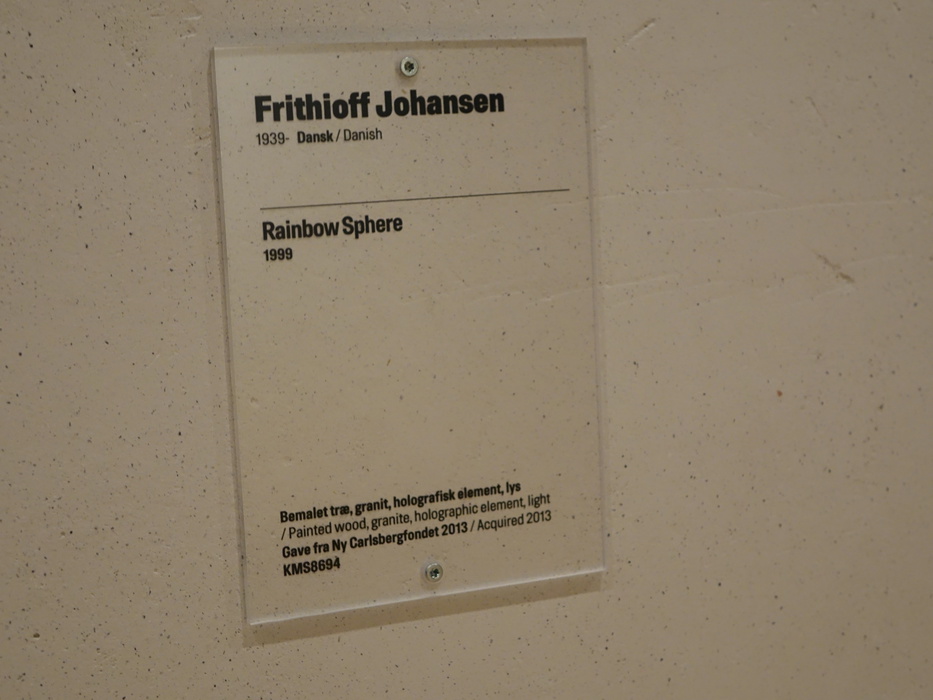 Frithioff Johansen
1939- Dansk / Danish
Rainbow Sphere
1999
Bemalet træ, granit, holografisk element, lys
/ Painted wood, granite, holographic element, light
Gave fra Ny Carlsbergfondet 2013 / Acquired 2013
KMS8694